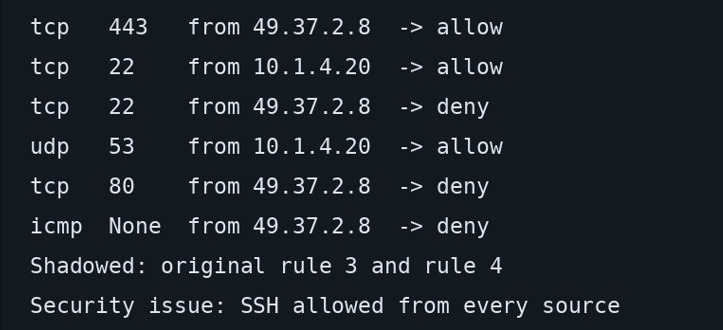 tcp   443   from 49.37.2.8  -> allow
tcp   22    from 10.1.4.20  -> allow
tcp   22    from 49.37.2.8  -> deny
udp   53    from 10.1.4.20  -> allow
tcp   80    from 49.37.2.8  -> deny
icmp  None  from 49.37.2.8  -> deny
Shadowed: original rule 3 and rule 4
Security issue: SSH allowed from every source